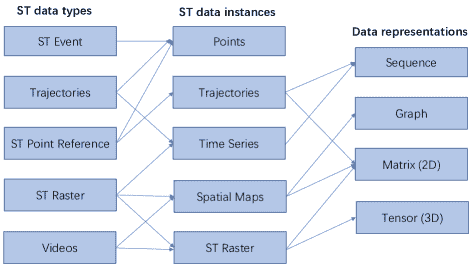 ST data types
ST data instances
Data representations
ST Event
Points
Sequence
Trajectories
Trajectories
Graph
ST Point Reference
Time Series
Matrix (2D)
ST Raster
Spatial Maps
Tensor (3D)
Videos
ST Raster